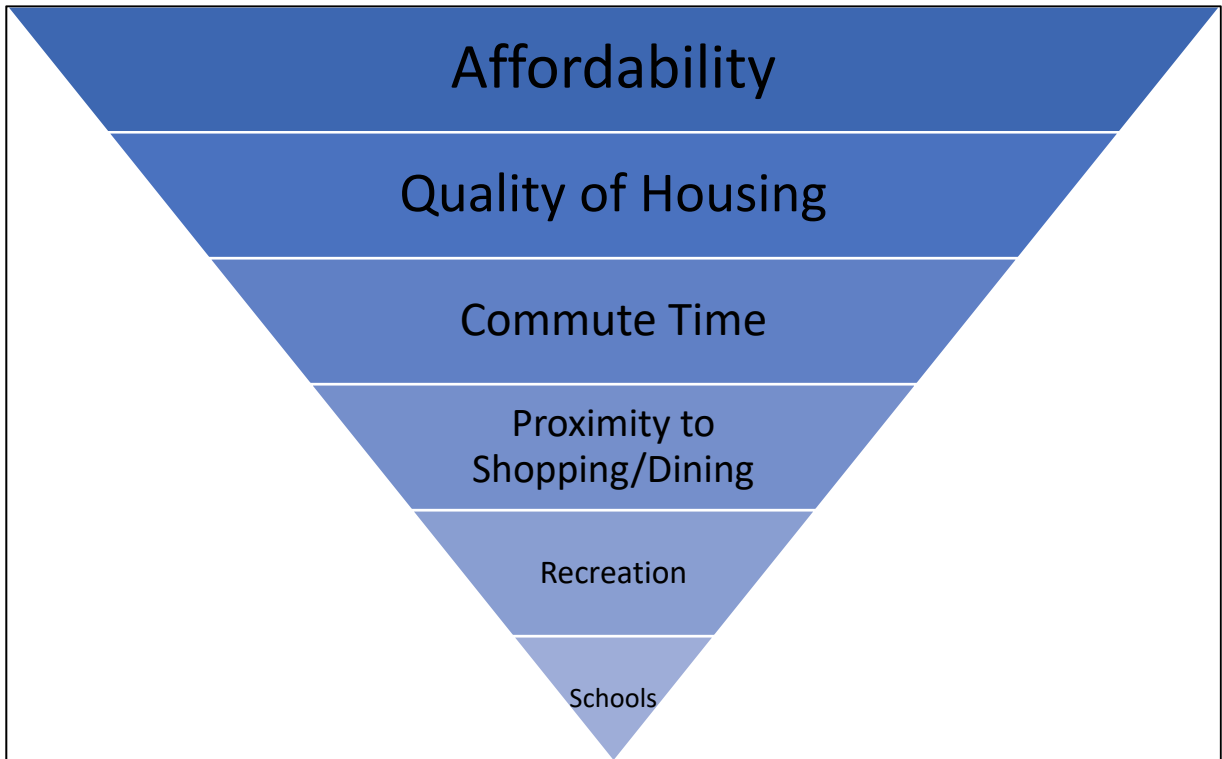 Affordability
Quality of Housing
Commute Time
Proximity to
Shopping/Dining
Recreation
Schools